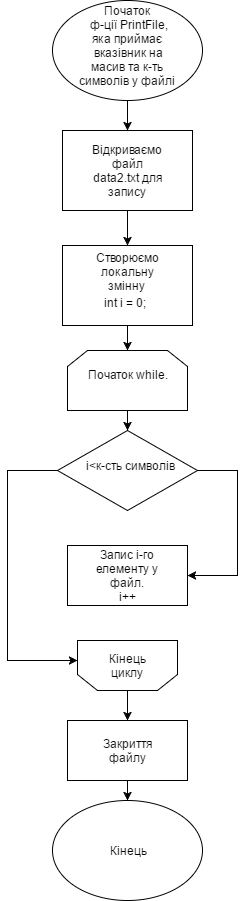 Початок
ф-ції PrintFile,
яка приймає
вказівник на
масив та к-ть
символів у файлі
Відкриваємо
файл
data2.txt для
запису
Створюємо
локальну
змінну
int i = 0;
Початок while.
i<к-сть символів
Запис i-го
елементу у
файл.
i++
Кінець
циклу
Закриття
файлу
Кінець